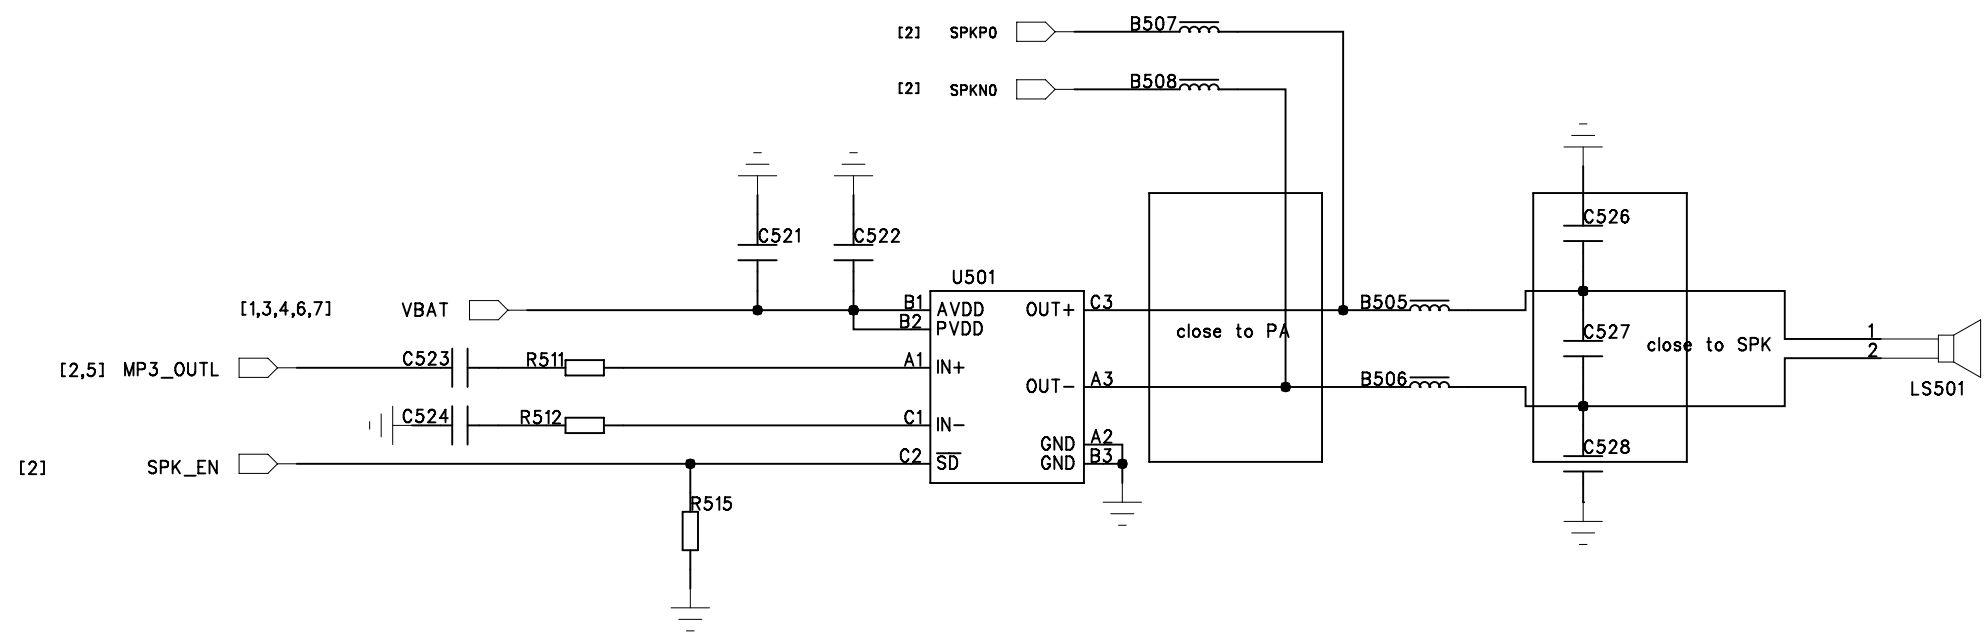 [2] SPKP0 B507
[2] SPKN0 B508
C526
C521 C522
U501
[1,3,4,6,7] VBAT B1 AVDD OUT+ C3 B505
B2 PVDD
close to PA C527 close to SPK 1
[2,5] MP3_OUTL C523 R511 A1 IN+ 2
OUT- A3 B506 LS501
C524 R512 C1 IN-
GND A2 C528
[2] SPK_EN C2 SD GND B3
R515